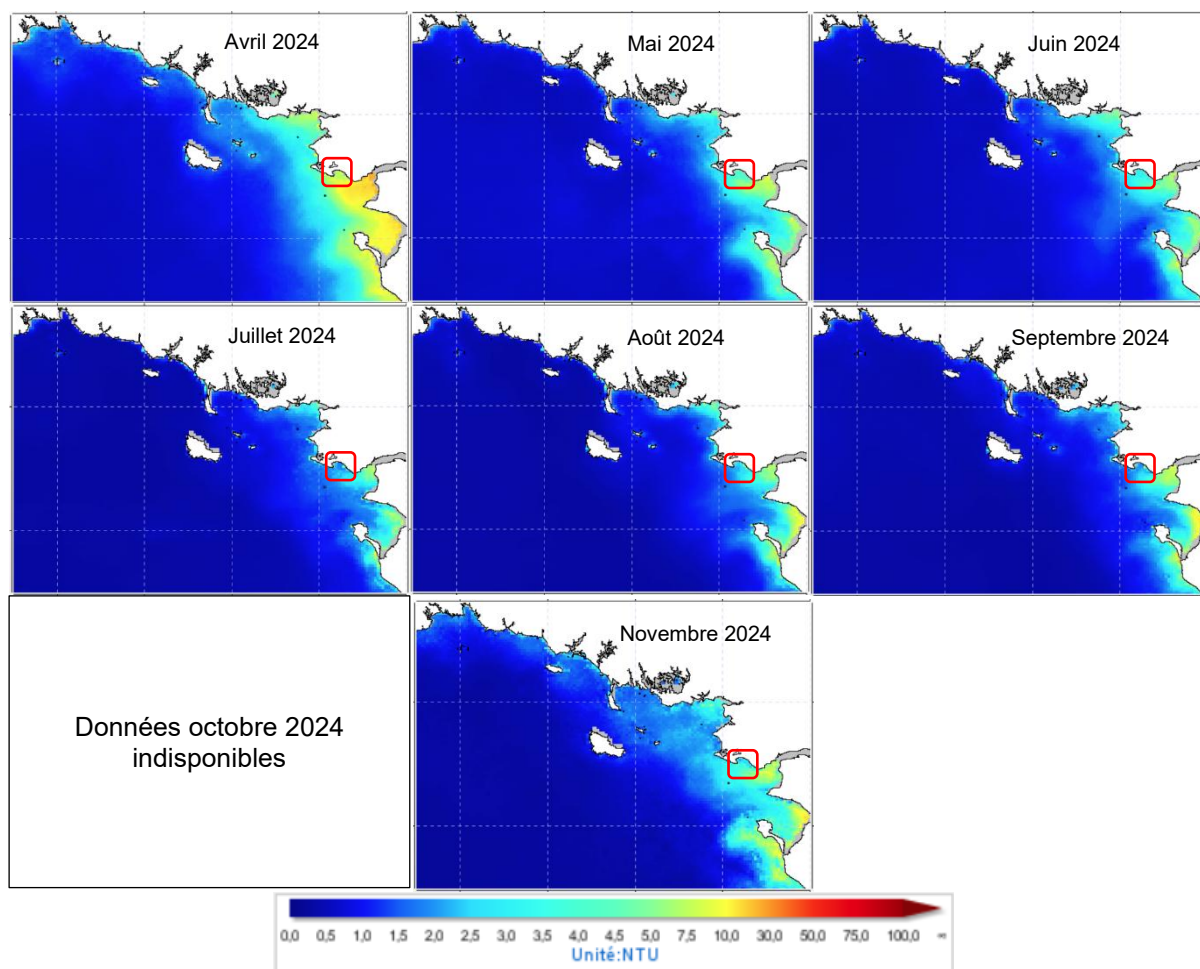 Avril 2024
Mai 2024
Juin 2024
Juillet 2024
Août 2024
Septembre 2024
Données octobre 2024
indisponibles
Novembre 2024
0,0 0,5 1,0 1,5 2,0 2,5 3,0 3,5 4,0 4,5 5,0 7,5 10,0 30,0 50,0 75,0 100,0 ∞
Unité:NTU